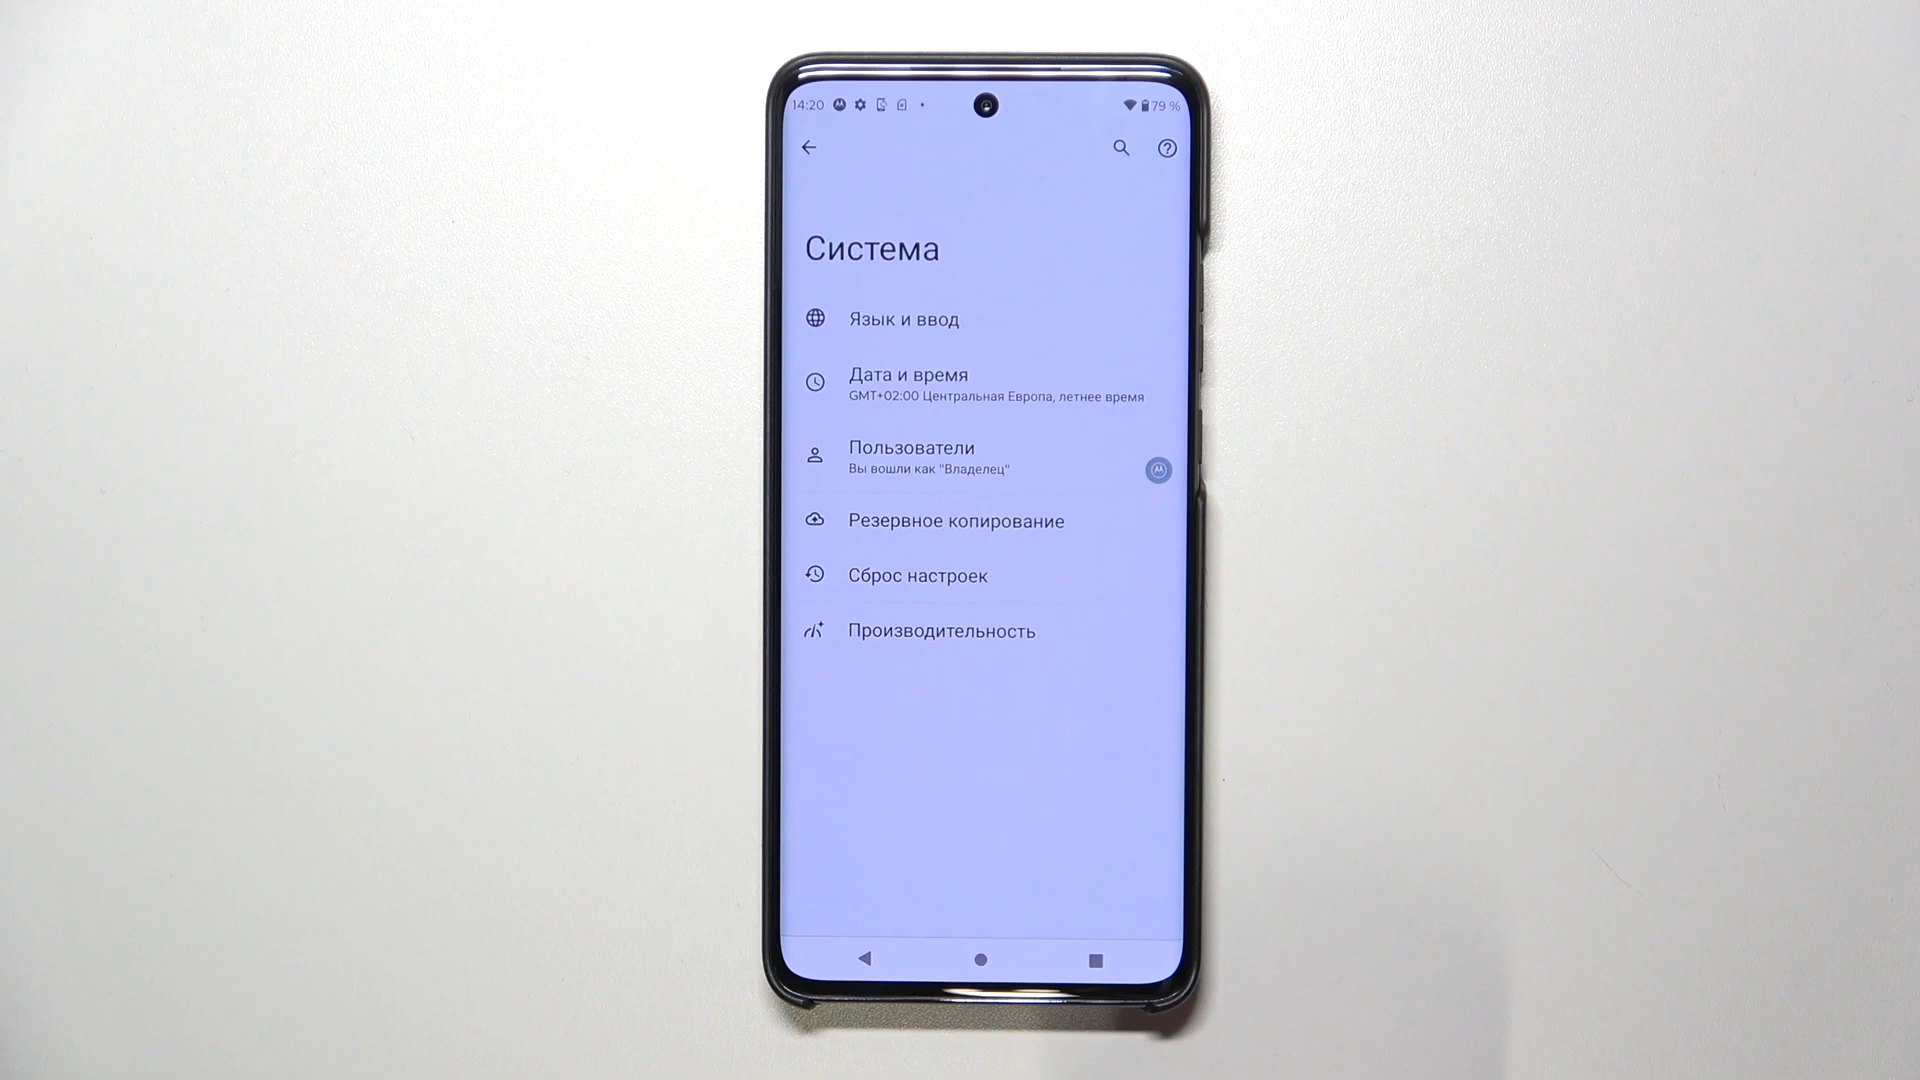 14:20
79 %
Система
Язык и ввод
Дата и время
GMT+02:00 Центральная Европа, летнее время
Пользователи
Вы вошли как "Владелец"
Резервное копирование
Сброс настроек
Производительность